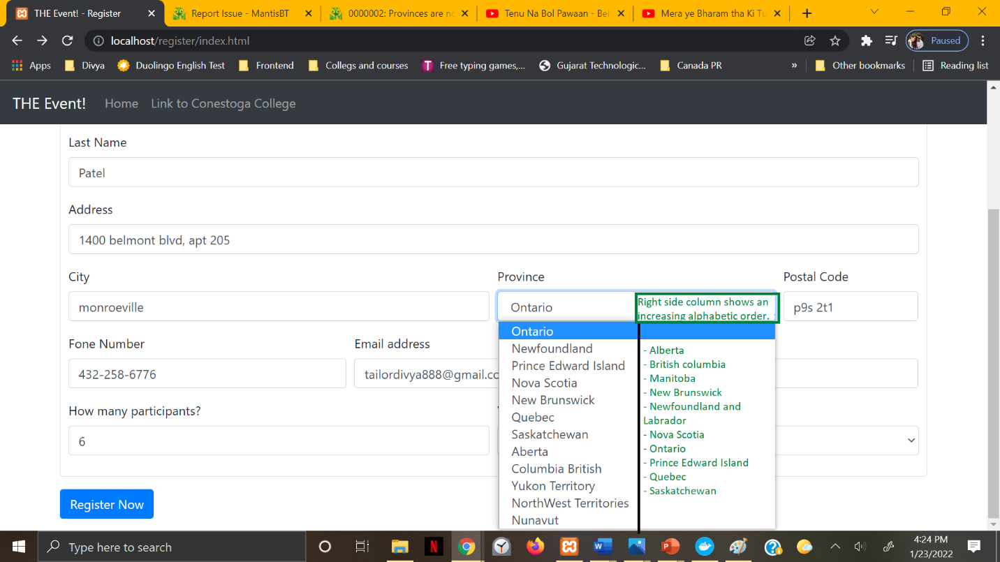 THE Event! - Register
Report Issue - MantisBT
0000002: Provinces are no
Tenu Na Bol Pawaan - Beh
Mera ye Bharam tha Ki Tu
localhost/register/index.html
Paused
Apps
Divya
Duolingo English Test
Frontend
Collegs and courses
T
Free typing games,...
Gujarat Technologic...
Canada PR
»
Other bookmarks
Reading list
THE Event!
Home
Link to Conestoga College
Last Name
Patel
Address
1400 belmont blvd, apt 205
City
Province
Postal Code
monroeville
Ontario
Right side column shows an
increasing alphabetic order.
p9s 2t1
Fone Number
Email address
432-258-6776
tailordivya888@gmail.co
How many participants?
6
Ontario
Newfoundland
Prince Edward Island
Nova Scotia
New Brunswick
Quebec
Saskatchewan
Aberta
Columbia British
Yukon Territory
NorthWest Territories
Nunavut
- Alberta
- British columbia
- Manitoba
- New Brunswick
- Newfoundland and
Labrador
- Nova Scotia
- Ontario
- Prince Edward Island
- Quebec
- Saskatchewan
Register Now
Type here to search
4:24 PM
1/23/2022